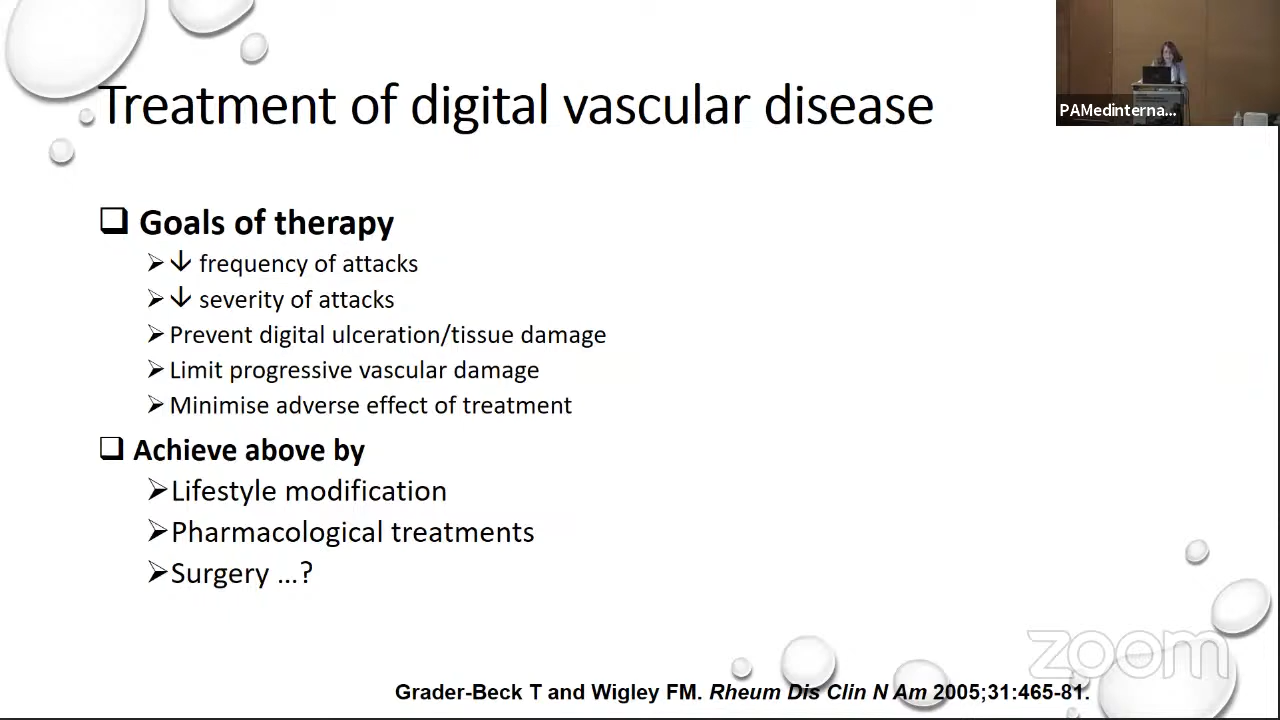 Treatment of digital vascular disease
PAMedinterna...
Goals of therapy
↓ frequency of attacks
↓ severity of attacks
Prevent digital ulceration/tissue damage
Limit progressive vascular damage
Minimise adverse effect of treatment
Achieve above by
Lifestyle modification
Pharmacological treatments
Surgery ...?
zoom
Grader-Beck T and Wigley FM. Rheum Dis Clin N Am 2005;31:465-81.